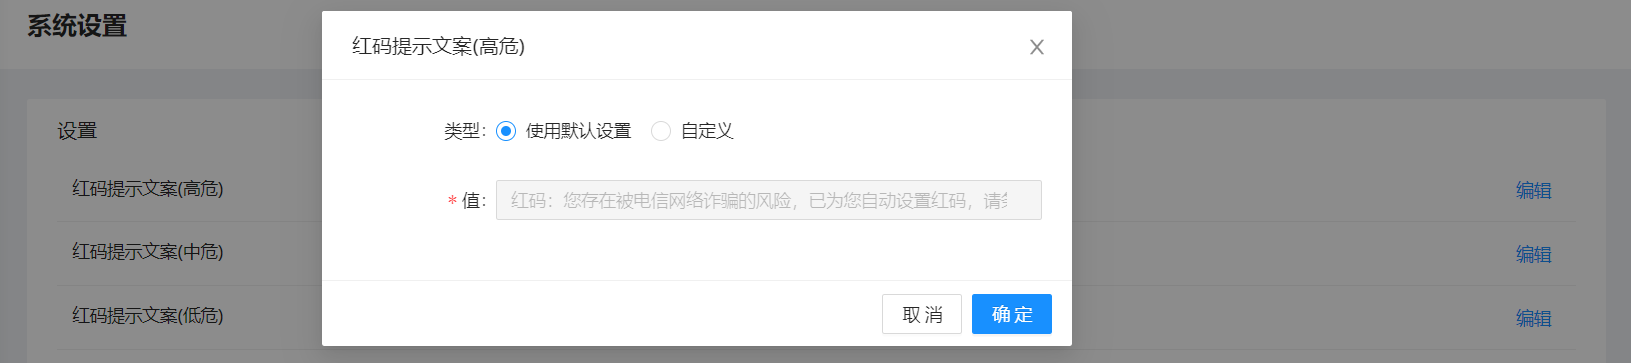 系统设置
红码提示文案(高危)
类型：
使用默认设置
自定义
* 值：
红码：您存在被电信网络诈骗的风险，已为您自动设置红码，请
取 消
确 定
设置
红码提示文案(高危)
编辑
红码提示文案(中危)
编辑
红码提示文案(低危)
编辑